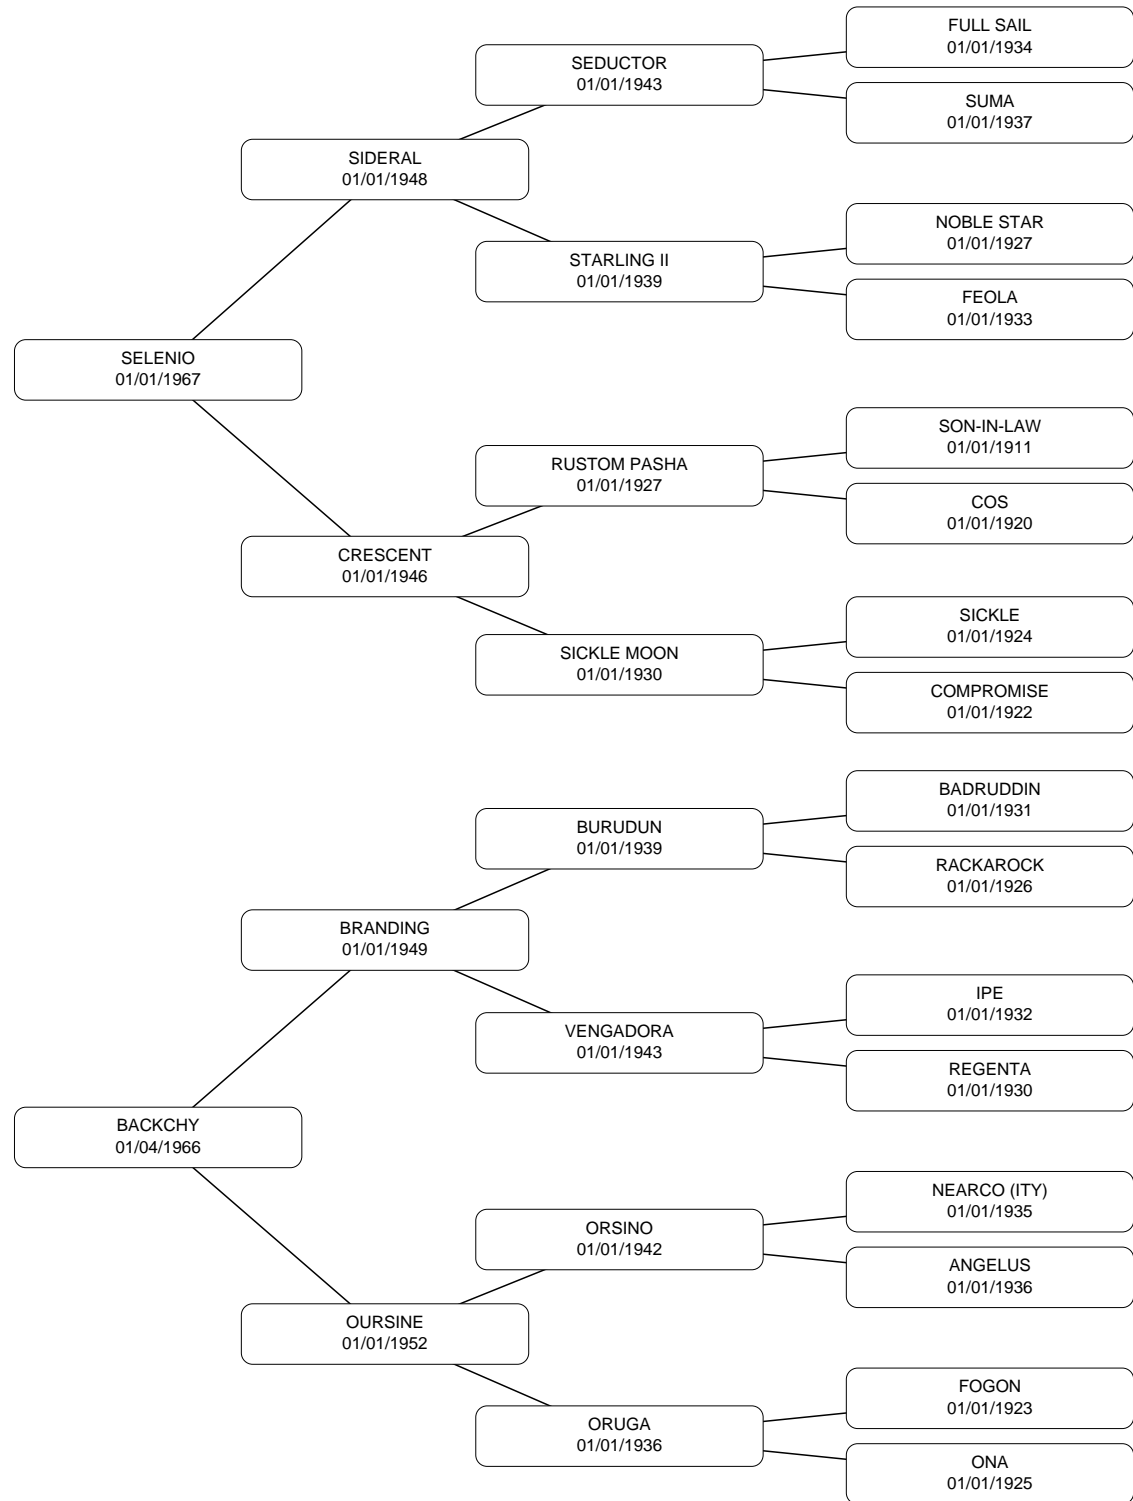 FULL SAIL
01/01/1934
SEDUCTOR
01/01/1943
SUMA
01/01/1937
SIDERAL
01/01/1948
NOBLE STAR
01/01/1927
STARLING II
01/01/1939
FEOLA
01/01/1933
SELENIO
01/01/1967
SON-IN-LAW
01/01/1911
RUSTOM PASHA
01/01/1927
COS
01/01/1920
CRESCENT
01/01/1946
SICKLE
01/01/1924
SICKLE MOON
01/01/1930
COMPROMISE
01/01/1922
BADRUDDIN
01/01/1931
BURUDUN
01/01/1939
RACKAROCK
01/01/1926
BRANDING
01/01/1949
IPE
01/01/1932
VENGADORA
01/01/1943
REGENTA
01/01/1930
BACKCHY
01/04/1966
NEARCO (ITY)
01/01/1935
ORSINO
01/01/1942
ANGELUS
01/01/1936
OURSINE
01/01/1952
FOGON
01/01/1923
ORUGA
01/01/1936
ONA
01/01/1925